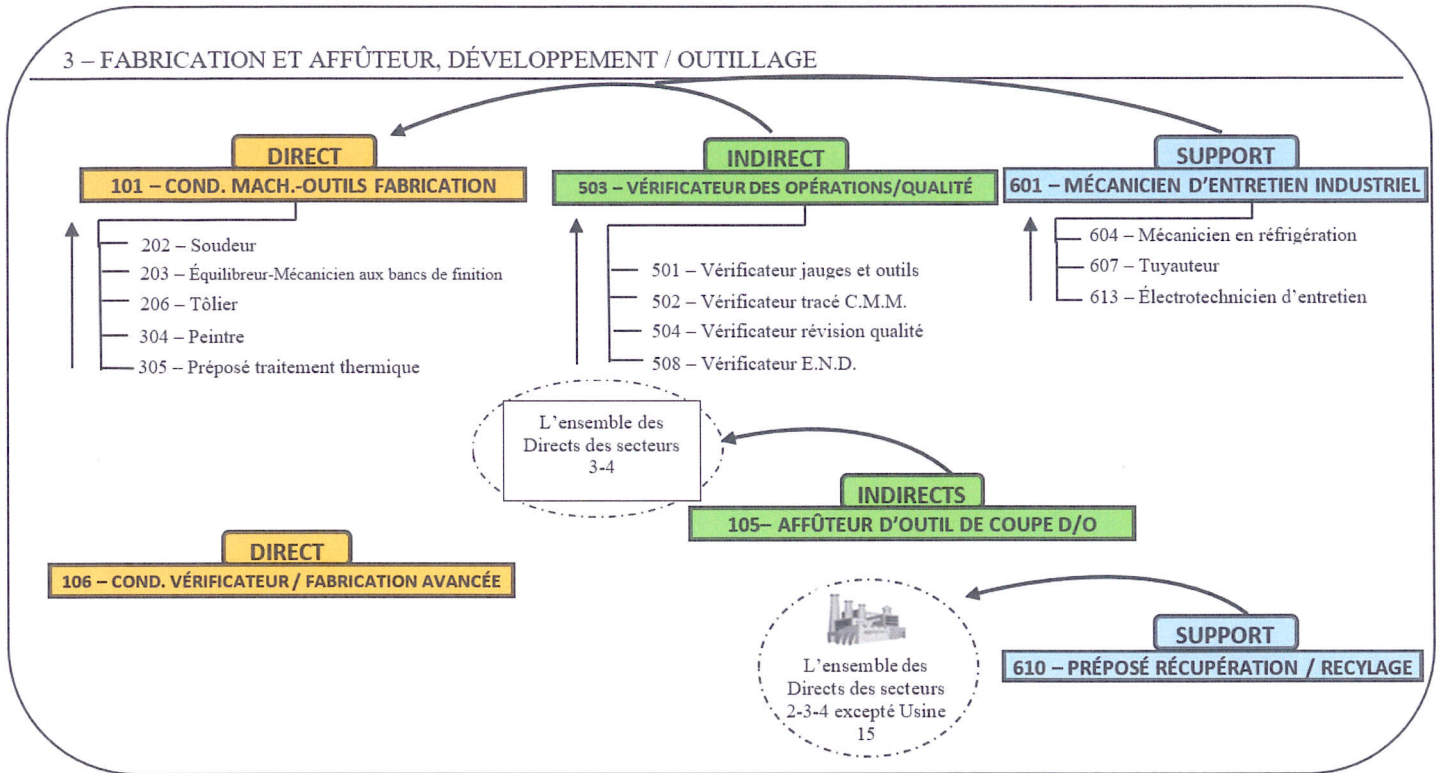 3 – FABRICATION ET AFFÛTEUR, DÉVELOPPEMENT / OUTILLAGE
DIRECT
101 – COND. MACH.-OUTILS FABRICATION
202 – Soudeur
203 – Équilibreur-Mécanicien aux bancs de finition
206 – Tôlier
304 – Peintre
305 – Préposé traitement thermique
INDIRECT
503 – VÉRIFICATEUR DES OPÉRATIONS/QUALITÉ
501 – Vérificateur jauges et outils
502 – Vérificateur tracé C.M.M.
504 – Vérificateur révision qualité
508 – Vérificateur E.N.D.
SUPPORT
601 – MÉCANICIEN D'ENTRETIEN INDUSTRIEL
604 – Mécanicien en réfrigération
607 – Tuyauteur
613 – Électrotechnicien d'entretien
L'ensemble des
Directs des secteurs
3-4
INDIRECTS
105– AFFÛTEUR D'OUTIL DE COUPE D/O
DIRECT
106 – COND. VÉRIFICATEUR / FABRICATION AVANCÉE
L'ensemble des
Directs des secteurs
2-3-4 excepté Usine
15
SUPPORT
610 – PRÉPOSÉ RÉCUPÉRATION / RECYLAGE